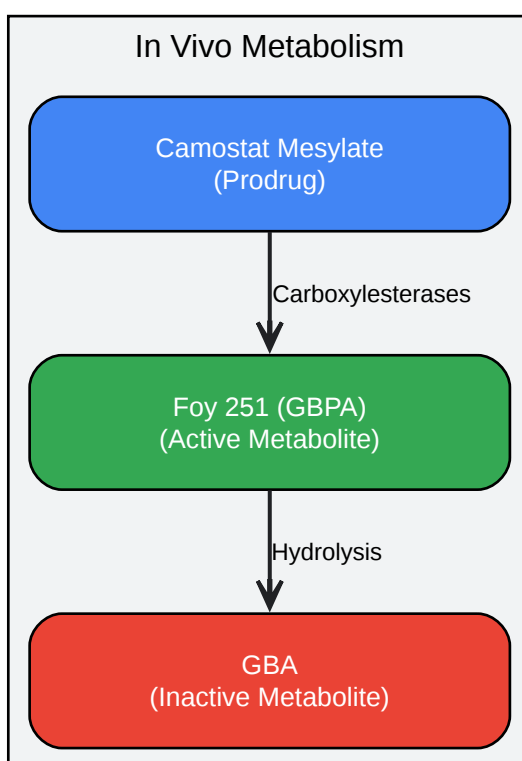 In Vivo Metabolism
Camostat Mesylate
(Prodrug)
Carboxylesterases
Foy 251 (GBPA)
(Active Metabolite)
Hydrolysis
GBA
(Inactive Metabolite)